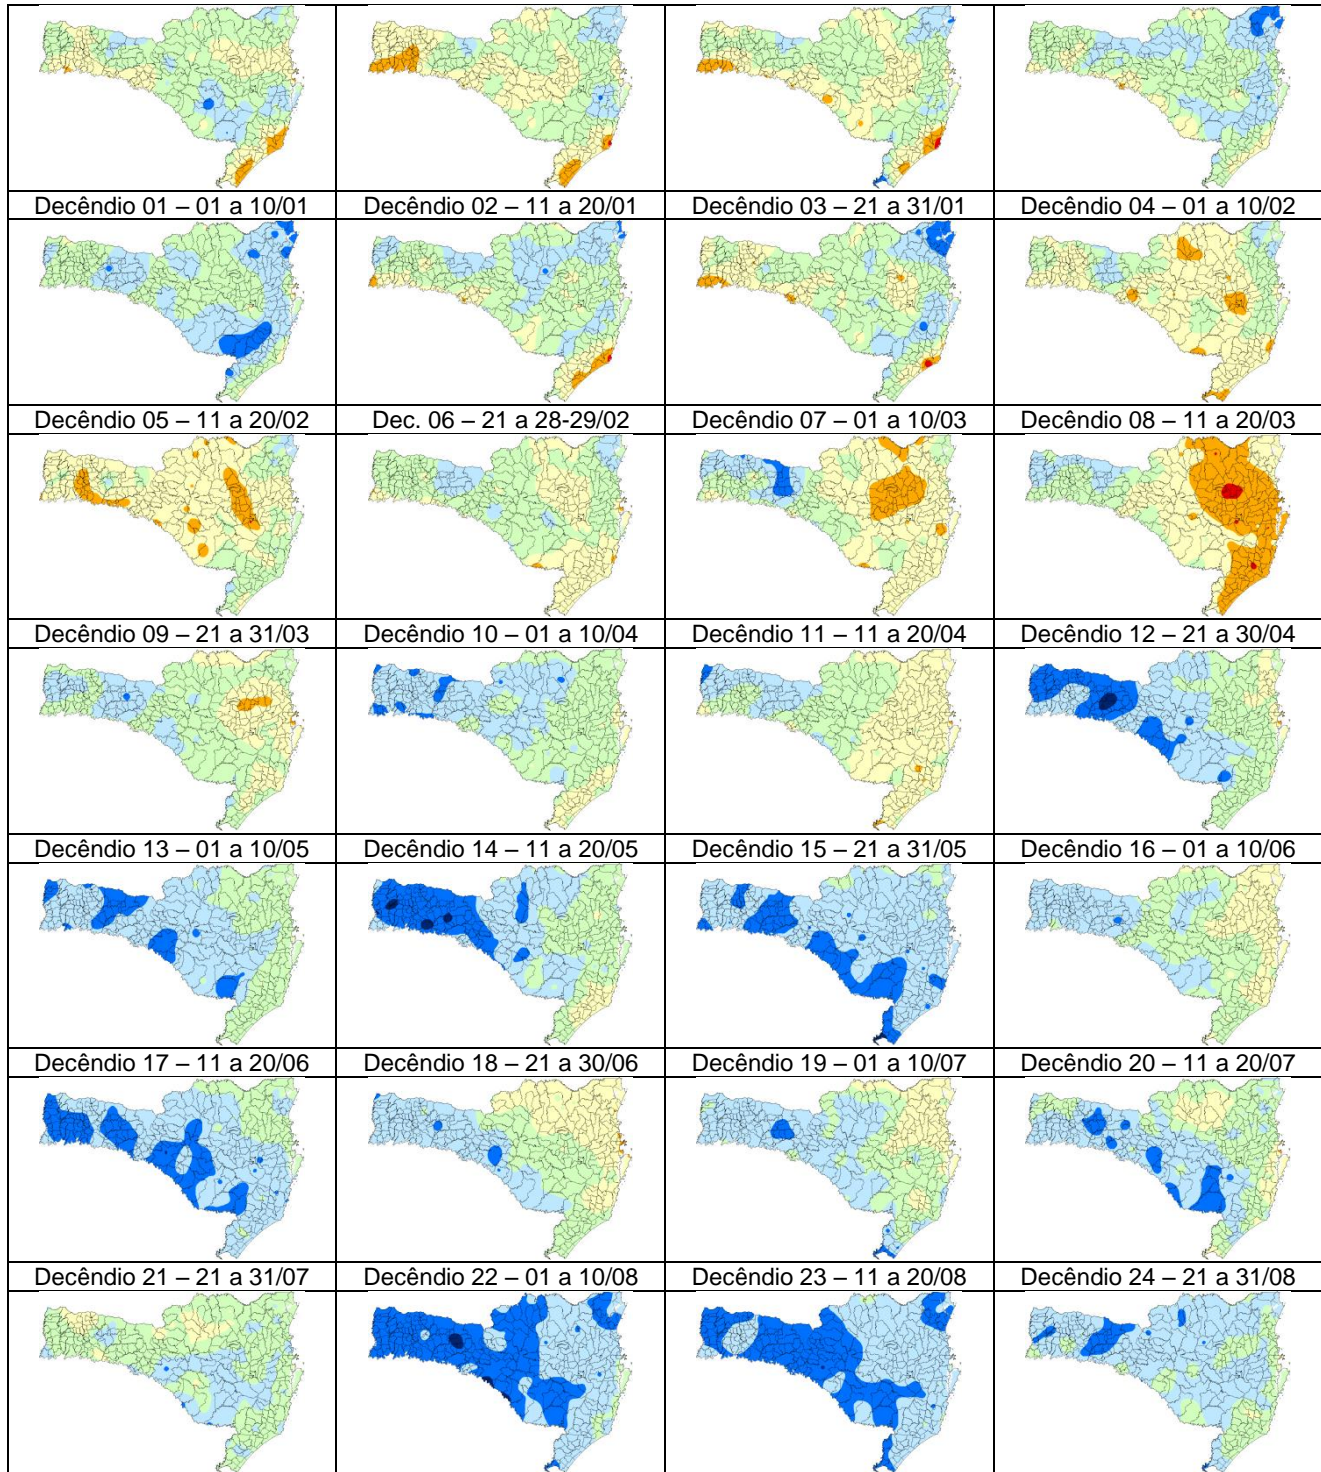 Decêndio 01 – 01 a 10/01
Decêndio 02 – 11 a 20/01
Decêndio 03 – 21 a 31/01
Decêndio 04 – 01 a 10/02
Decêndio 05 – 11 a 20/02
Dec. 06 – 21 a 28-29/02
Decêndio 07 – 01 a 10/03
Decêndio 08 – 11 a 20/03
Decêndio 09 – 21 a 31/03
Decêndio 10 – 01 a 10/04
Decêndio 11 – 11 a 20/04
Decêndio 12 – 21 a 30/04
Decêndio 13 – 01 a 10/05
Decêndio 14 – 11 a 20/05
Decêndio 15 – 21 a 31/05
Decêndio 16 – 01 a 10/06
Decêndio 17 – 11 a 20/06
Decêndio 18 – 21 a 30/06
Decêndio 19 – 01 a 10/07
Decêndio 20 – 11 a 20/07
Decêndio 21 – 21 a 31/07
Decêndio 22 – 01 a 10/08
Decêndio 23 – 11 a 20/08
Decêndio 24 – 21 a 31/08